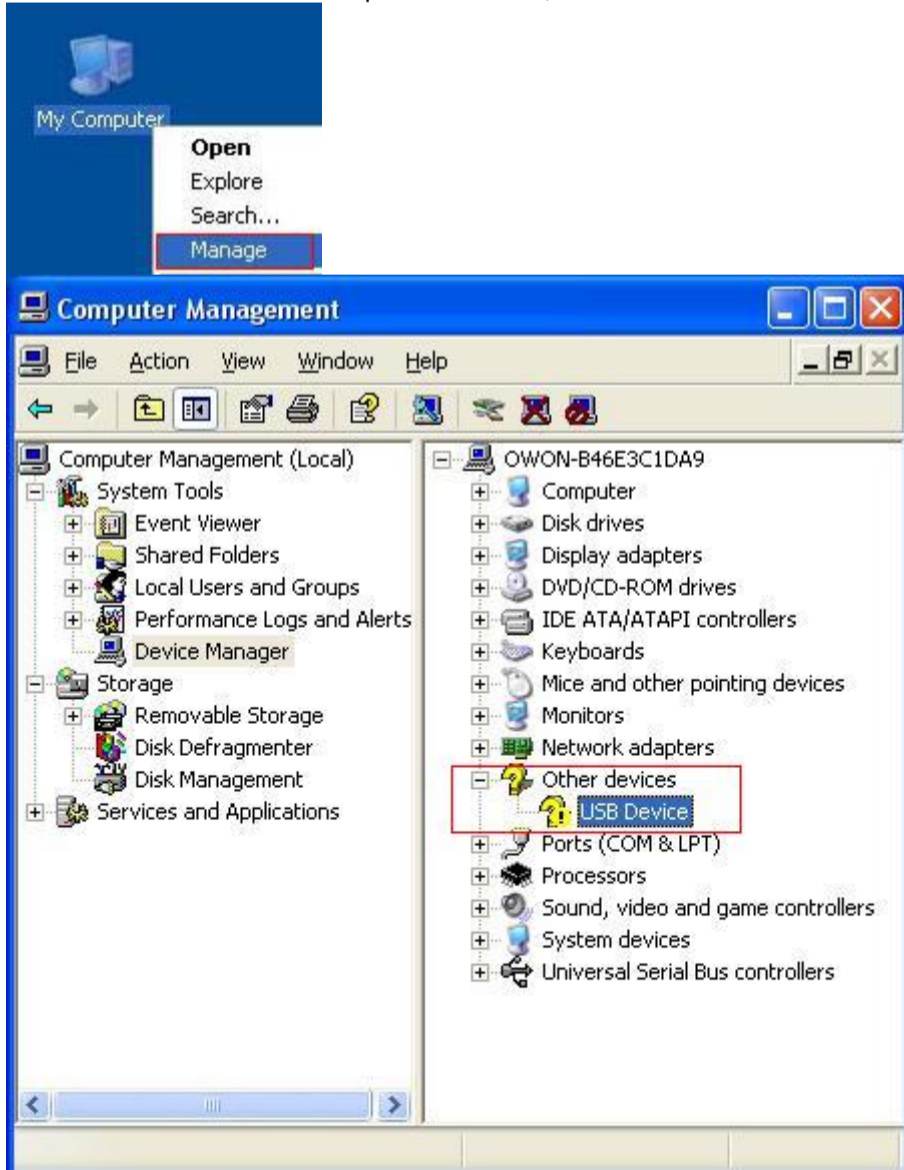 My Computer
Open
Explore
Search...
Manage
Computer Management
File Action View Window Help
Computer Management (Local)
System Tools
Event Viewer
Shared Folders
Local Users and Groups
Performance Logs and Alerts
Device Manager
Storage
Removable Storage
Disk Defragmenter
Disk Management
Services and Applications
OWON-B46E3C1DA9
Computer
Disk drives
Display adapters
DVD/CD-ROM drives
IDE ATA/ATAPI controllers
Keyboards
Mice and other pointing devices
Monitors
Network adapters
Other devices
USB Device
Ports (COM & LPT)
Processors
Sound, video and game controllers
System devices
Universal Serial Bus controllers